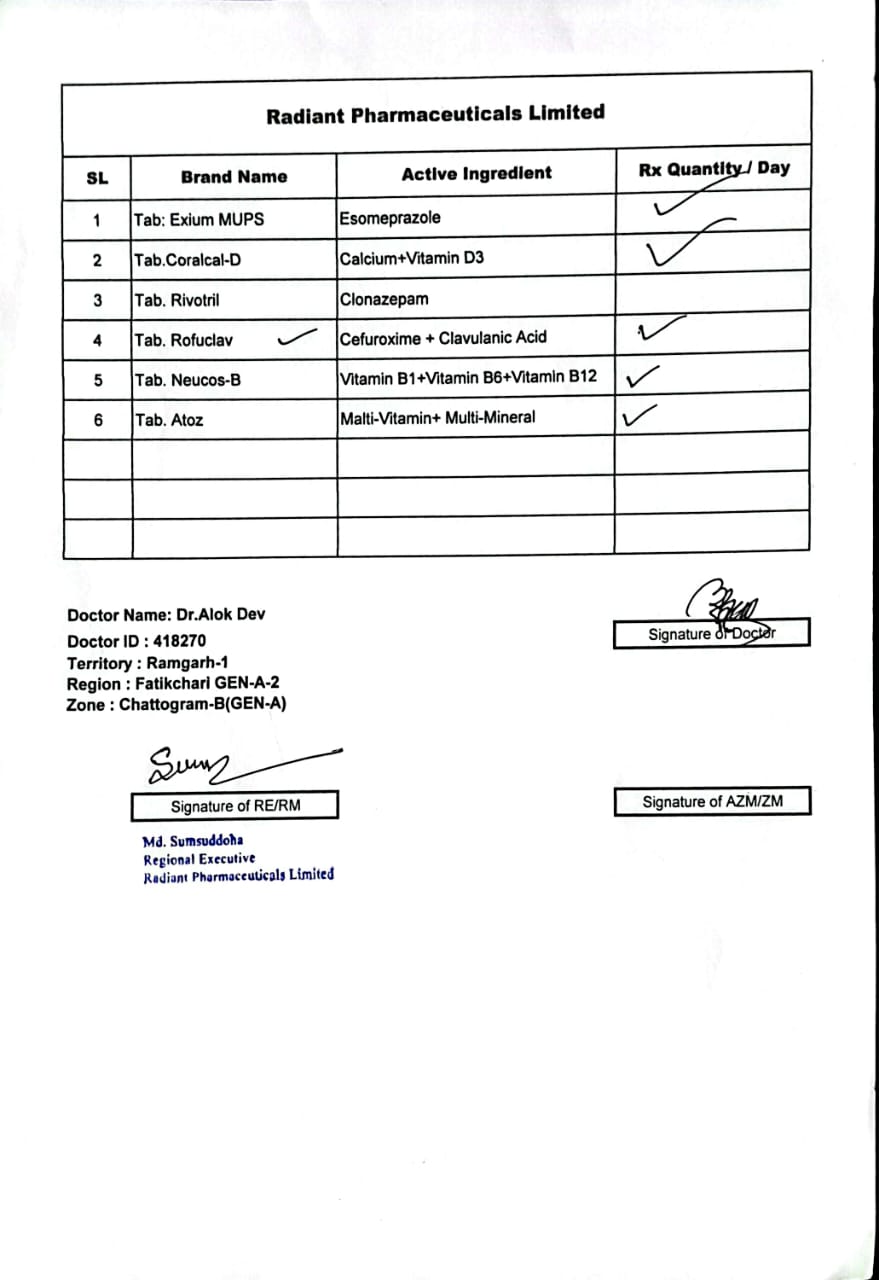 Radiant Pharmaceuticals Limited
SL Brand Name Active Ingredient Rx Quantity / Day
1 Tab: Exium MUPS Esomeprazole ✓
2 Tab.Coralcal-D Calcium+Vitamin D3 ✓
3 Tab. Rivotril Clonazepam
4 Tab. Rofuclav ✓ Cefuroxime + Clavulanic Acid ✓
5 Tab. Neucos-B Vitamin B1+Vitamin B6+Vitamin B12 ✓
6 Tab. Atoz Malti-Vitamin+ Multi-Mineral ✓
Doctor Name: Dr.Alok Dev
Signature of Doctor
Doctor ID : 418270
Territory : Ramgarh-1
Region : Fatikchari GEN-A-2
Zone : Chattogram-B(GEN-A)
Signature of RE/RM
Signature of AZM/ZM
Md. Sumsuddoha
Regional Executive
Radiant Pharmaceuticals Limited